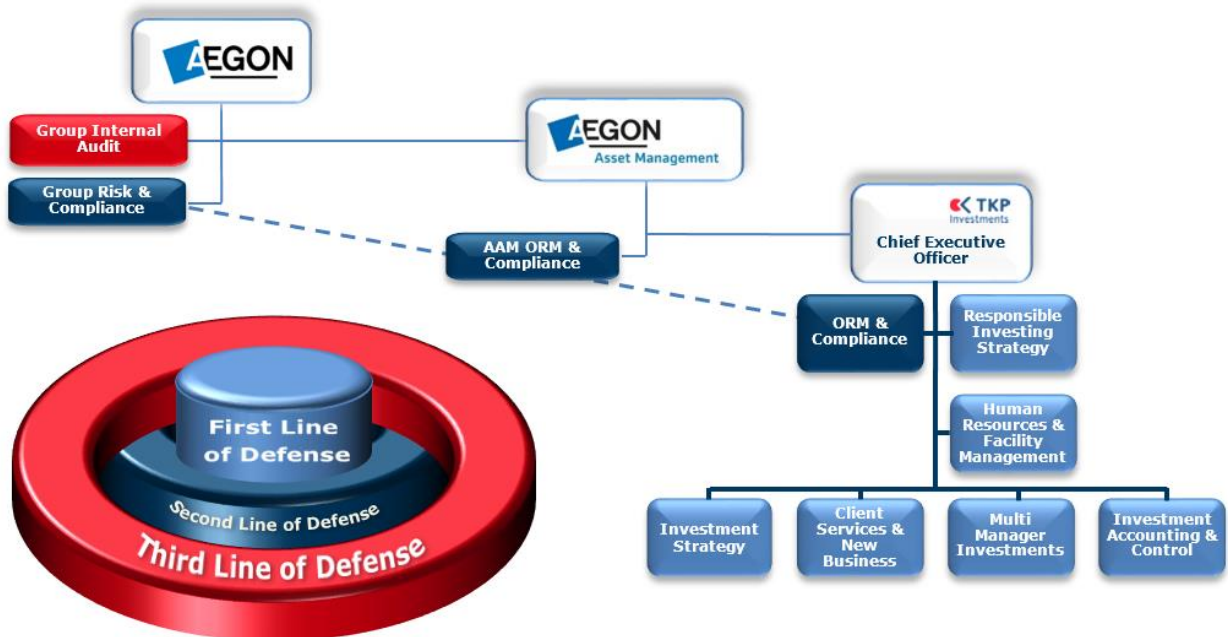 AEGON
Group Internal
Audit
AEGON
Asset Management
Group Risk &
Compliance
TKP
Investments
Chief Executive
Officer
AAM ORM &
Compliance
ORM &
Compliance
Responsible
Investing
Strategy
First Line
of Defense
Second Line of Defense
Third Line of Defense
Human
Resources &
Facility
Management
Investment
Strategy
Client
Services &
New
Business
Multi
Manager
Investments
Investment
Accounting &
Control